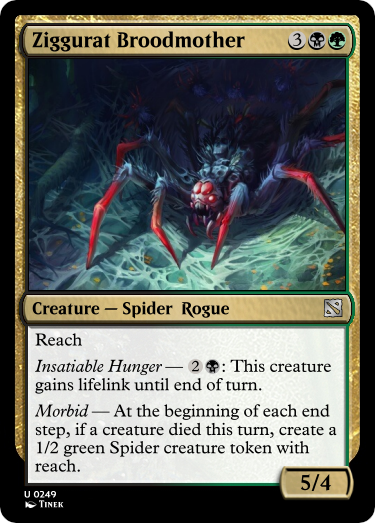 Ziggurat Broodmother 3
Creature — Spider Rogue
Reach
Insatiable Hunger — 2 : This creature
gains lifelink until end of turn.
Morbid — At the beginning of each end
step, if a creature died this turn, create a
1/2 green Spider creature token with
reach.
5/4
U 0249
Tinek